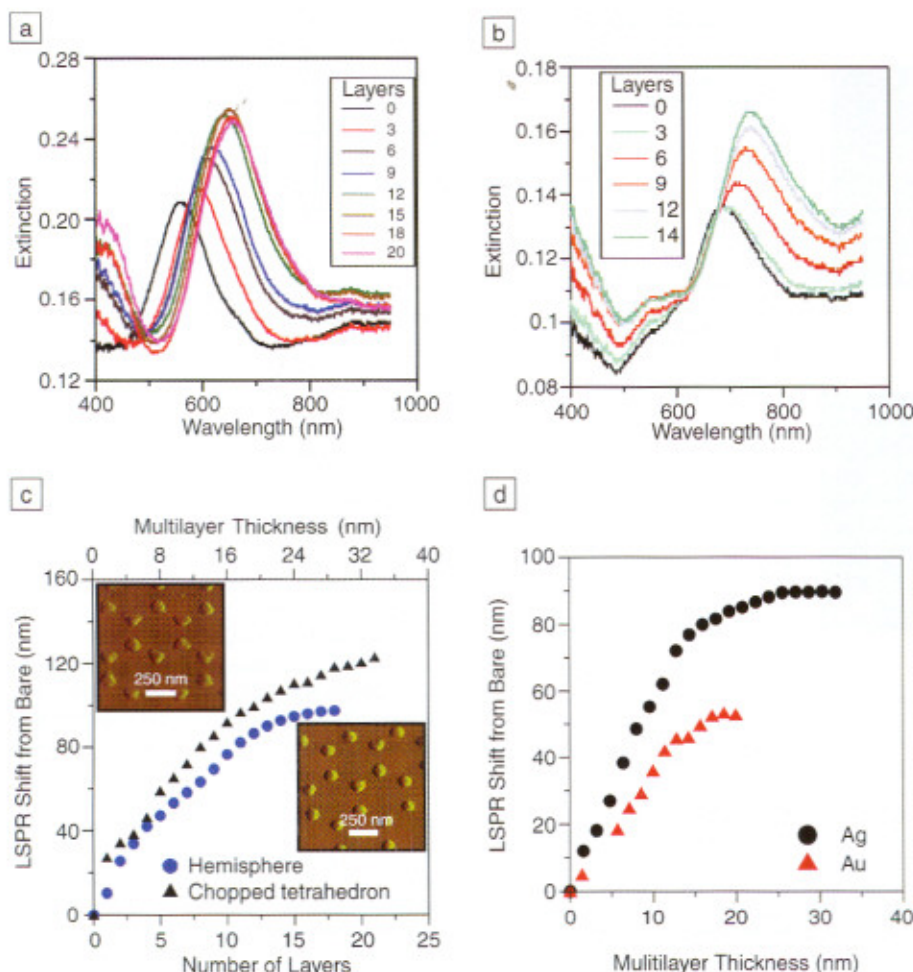 a
0.28
0.24
0.20
0.16
0.12
Extinction
400
600
800
1000
Wavelength (nm)
Layers
0
3
6
9
12
15
18
20
b
0.18
0.16
0.14
0.12
0.1
0.08
Extinction
400
600
800
1000
Wavelength (nm)
Layers
0
3
6
9
12
14
c
Multilayer Thickness (nm)
0
8
16
24
32
40
160
120
80
40
0
LSPR Shift from Bare (nm)
250 nm
250 nm
Hemisphere
Chopped tetrahedron
0
5
10
15
20
25
Number of Layers
d
100
80
60
40
20
0
LSPR Shift from Bare (nm)
Ag
Au
0
10
20
30
40
Mulitilayer Thickness (nm)